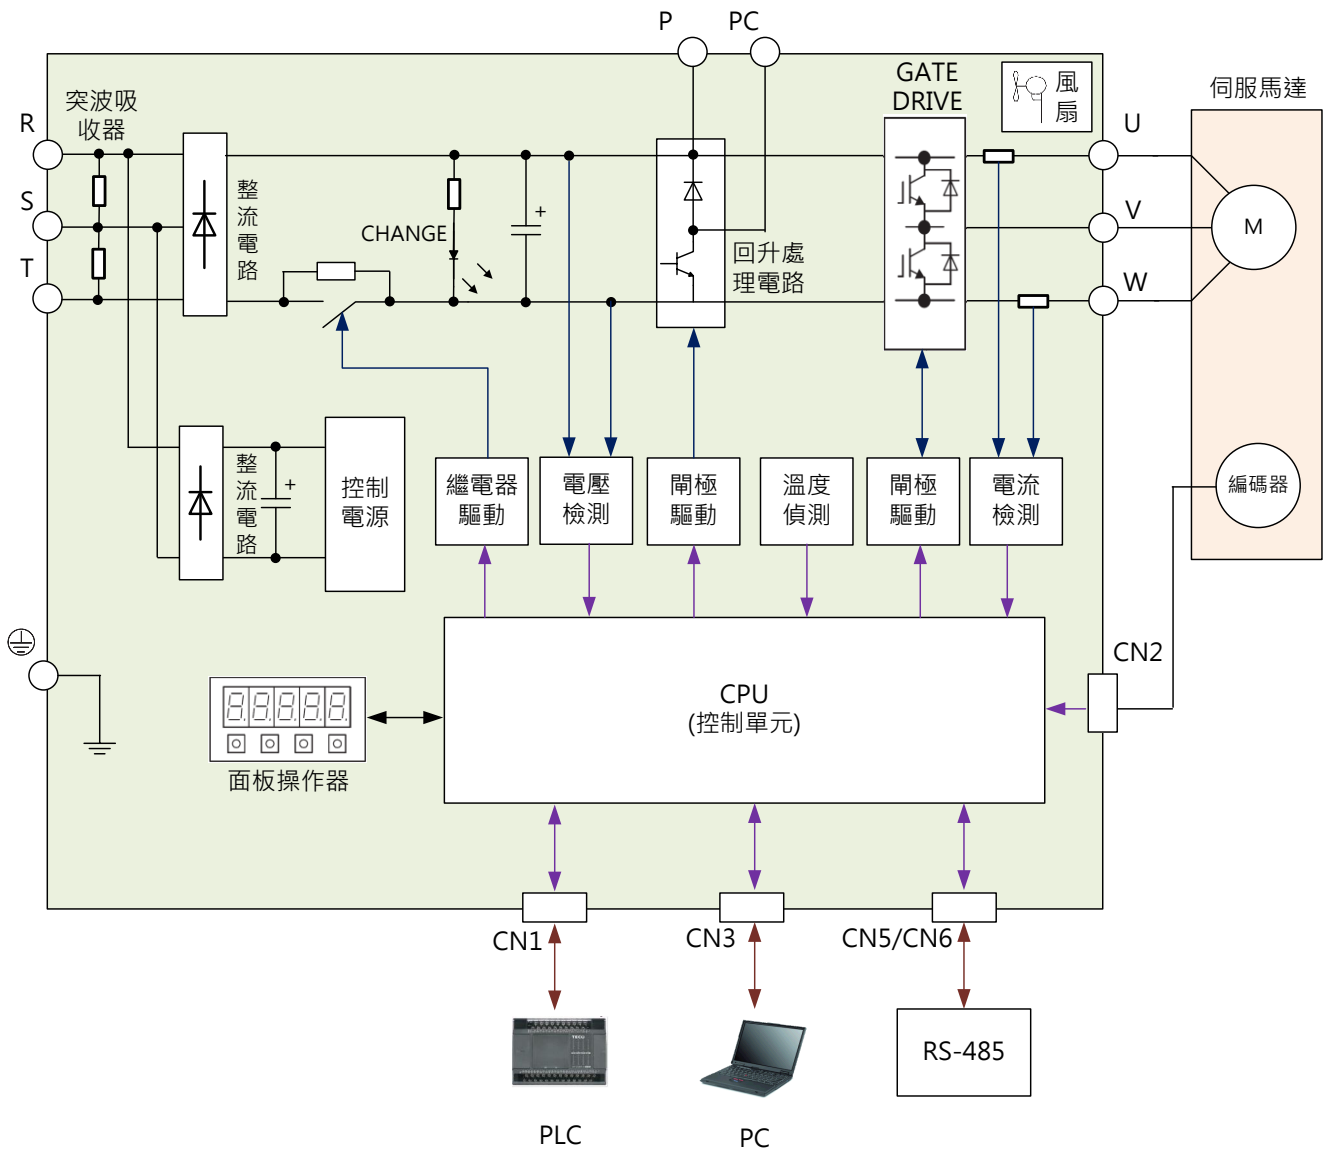 P
PC
GATE
DRIVE
風
扇
伺服馬達
突波吸
收器
R
U
整
流
電
路
S
V
CHANGE
+
M
回升處
理電路
T
W
整
流
電
路
+
控制
電源
繼電器
驅動
電壓
檢測
閘極
驅動
溫度
偵測
閘極
驅動
電流
檢測
編碼器
CN2
CPU
(控制單元)
面板操作器
CN1
CN3
CN5/CN6
TECO
RS-485
PLC
PC